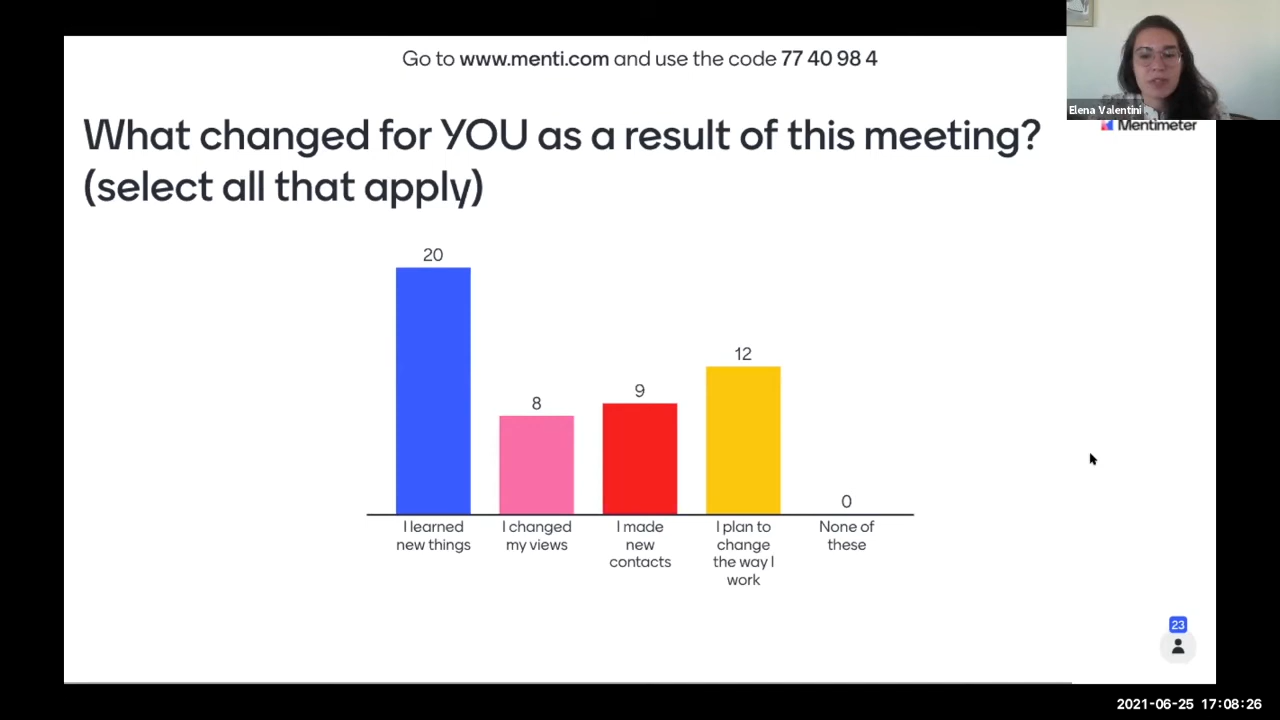 Go to www.menti.com and use the code 77 40 98 4
Elena Valentini
Mentimeter
What changed for YOU as a result of this meeting?
(select all that apply)
20
8
9
12
0
I learned
new things
I changed
my views
I made
new
contacts
I plan to
change
the way I
work
None of
these
23
2021-06-25 17:08:26